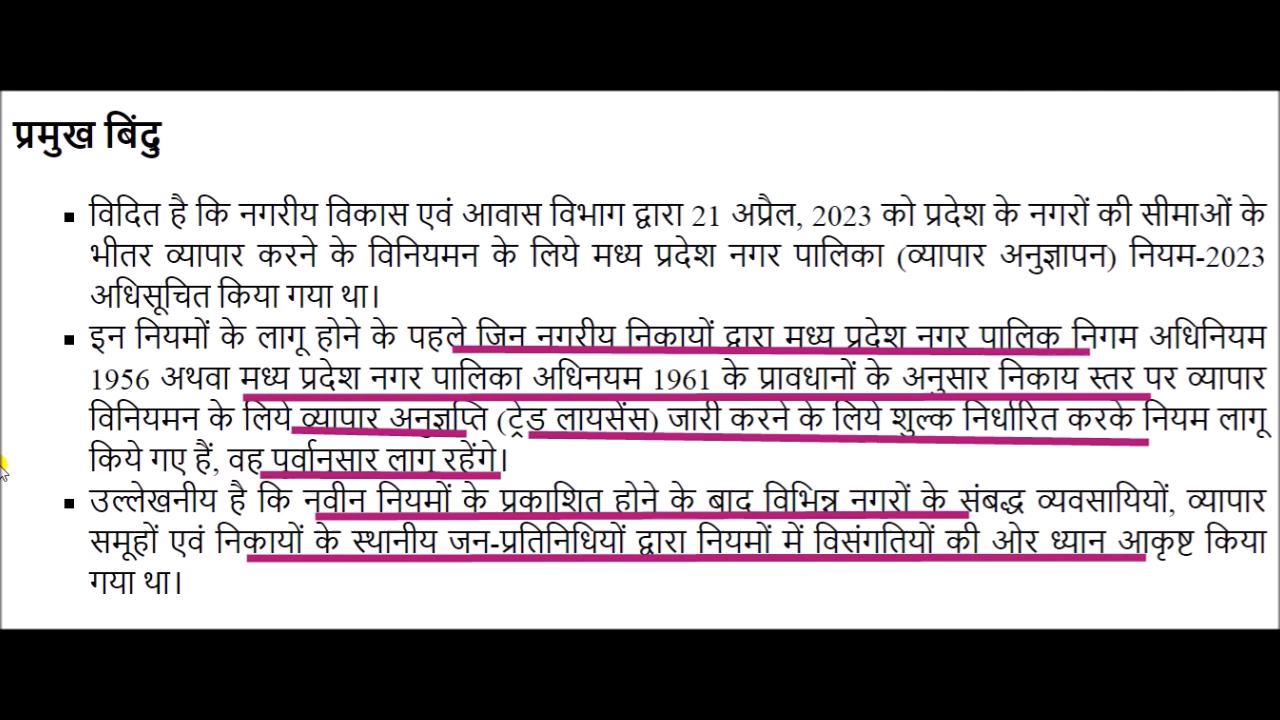 प्रमुख बिंदु
▪ विदित है कि नगरीय विकास एवं आवास विभाग द्वारा 21 अप्रैल, 2023 को प्रदेश के नगरों की सीमाओं के
भीतर व्यापार करने के विनियमन के लिये मध्य प्रदेश नगर पालिका (व्यापार अनुज्ञापन) नियम-2023
अधिसूचित किया गया था।
▪ इन नियमों के लागू होने के पहले जिन नगरीय निकायों द्वारा मध्य प्रदेश नगर पालिक निगम अधिनियम
1956 अथवा मध्य प्रदेश नगर पालिका अधिनयम 1961 के प्रावधानों के अनुसार निकाय स्तर पर व्यापार
विनियमन के लिये व्यापार अनुज्ञप्ति (ट्रेड लायसेंस) जारी करने के लिये शुल्क निर्धारित करके नियम लागू
किये गए हैं, वह पूर्वानुसार लागू रहेंगे।
▪ उल्लेखनीय है कि नवीन नियमों के प्रकाशित होने के बाद विभिन्न नगरों के संबद्ध व्यवसायियों, व्यापार
समूहों एवं निकायों के स्थानीय जन-प्रतिनिधियों द्वारा नियमों में विसंगतियों की ओर ध्यान आकृष्ट किया
गया था।